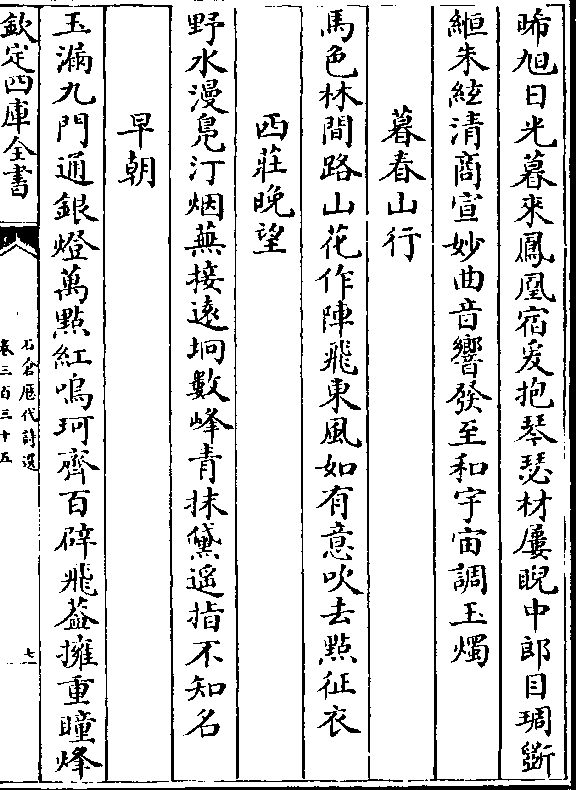 晞旭日光暮來鳳凰宿爰抱琴瑟材屢睨中郎目琱斵
緪朱絃清商宣妙曲音響發至和宇宙調玉燭
暮春山行
馬色林間路山花作陣飛東風如有意吹去點征衣
西莊晚望
野水漫鳧汀烟蕪接遠坰數峰青抹黛遥指不知名
早朝
玉漏九門通銀燈萬點紅鳴珂齊百辟飛葢擁重瞳烽
欽定四庫全書
石倉歷代詩選
卷三百三十五
七